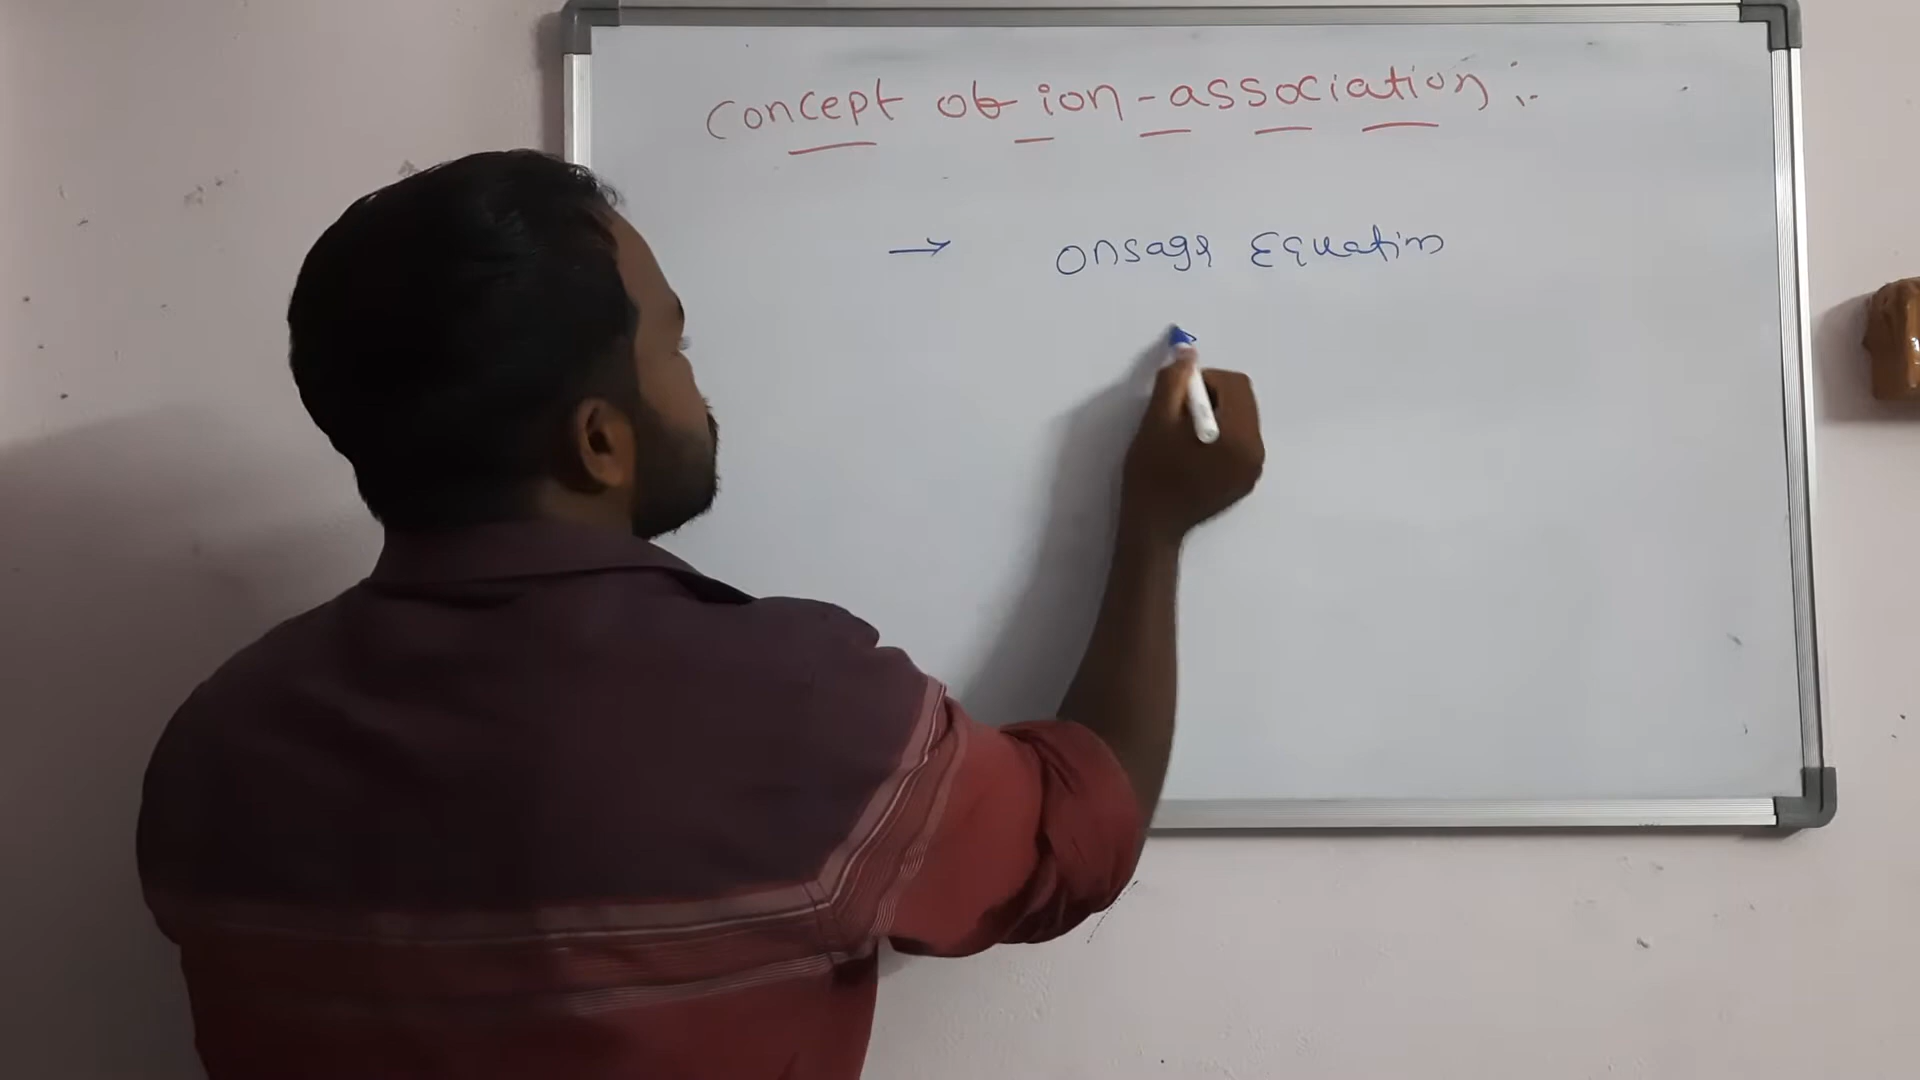 Concept of ion-association :-
→ Onsager Equation